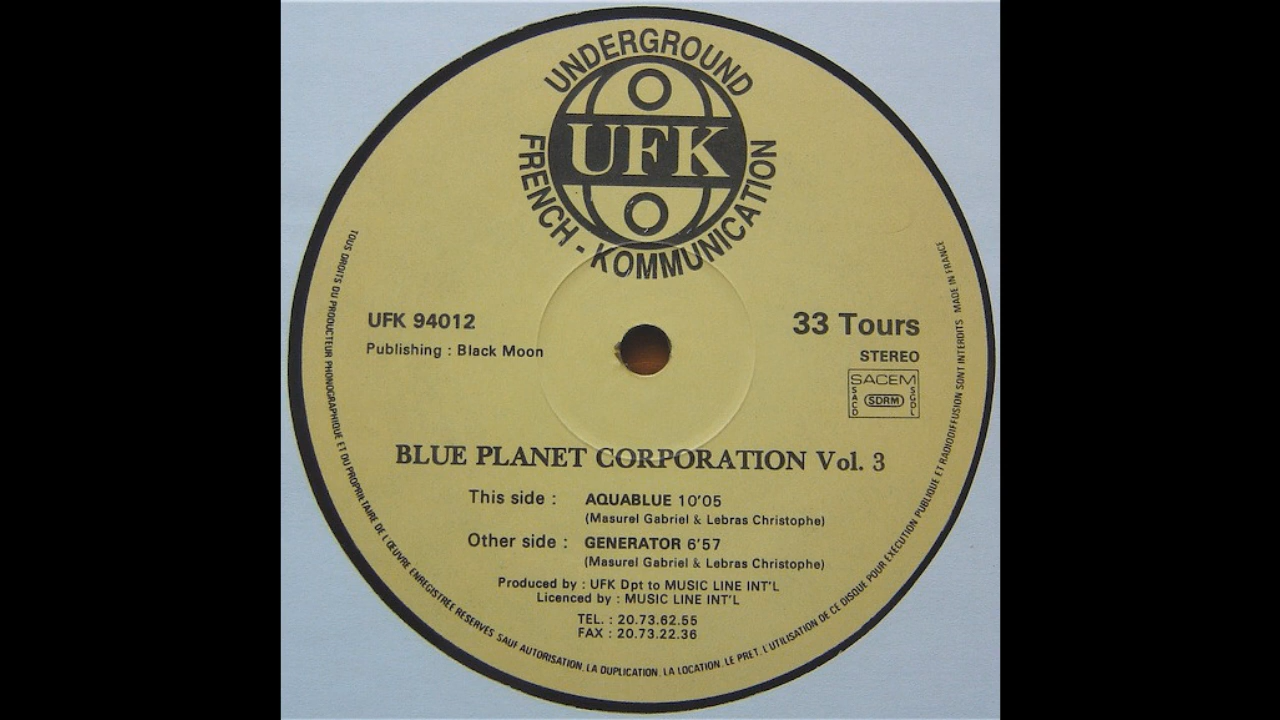 UNDERGROUND
UFK
FRENCH - KOMMUNICATION
UFK 94012
Publishing : Black Moon
33 Tours
STEREO
SACEM
SACD
SDRM
SGDL
BLUE PLANET CORPORATION Vol. 3
This side : AQUABLUE 10'05
(Masurel Gabriel & Lebras Christophe)
Other side : GENERATOR 6'57
(Masurel Gabriel & Lebras Christophe)
Produced by : UFK Dpt to MUSIC LINE INT'L
Licenced by : MUSIC LINE INT'L
TEL. : 20.73.62.55
FAX : 20.73.22.36
TOUS DROITS DU PRODUCTEUR PHONOGRAPHIQUE ET DU PROPRIETAIRE DE L'ŒUVRE ENREGISTRÉE RESERVES SAUF AUTORISATION. LA DUPLICATION. LA LOCATION. LE PRET. L'UTILISATION DE CE DISQUE POUR EXECUTION PUBLIQUE ET RADIODIFFUSION SONT INTERDITS MADE IN FRANCE